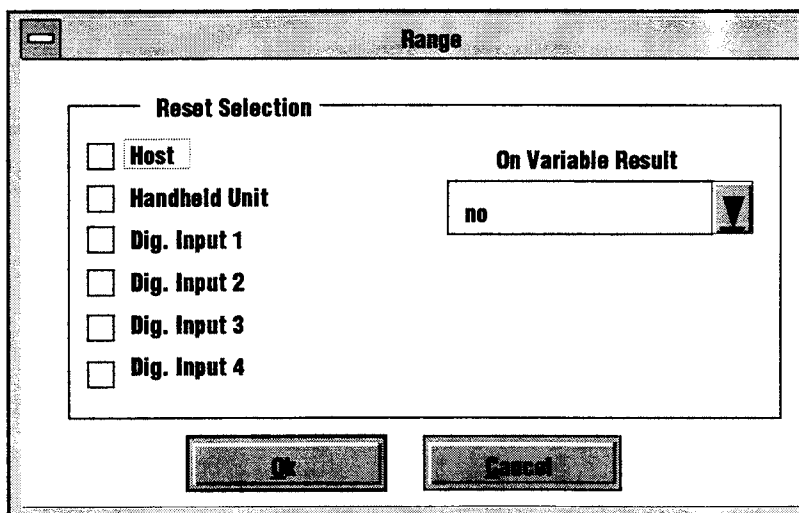 Range
Reset Selection
Host
Handheld Unit
Dig. Input 1
Dig. Input 2
Dig. Input 3
Dig. Input 4
On Variable Result
no
Ok
Cancel